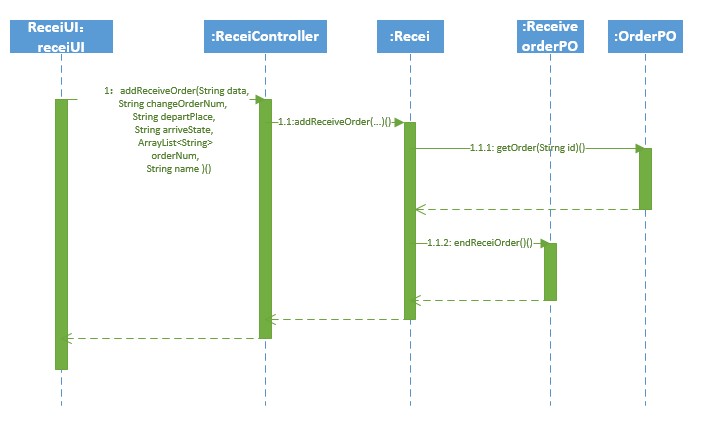 ReceiUI：
receiUI
:ReceiController
:Recei
:Receive
orderPO
:OrderPO
1：addReceiveOrder(String data,
String changeOrderNum,
String departPlace,
String arriveState,
ArrayList<String>
orderNum,
String name )()
1.1:addReceiveOrder(...)()
1.1.1: getOrder(Stirng id)()
1.1.2: endReceiOrder()()